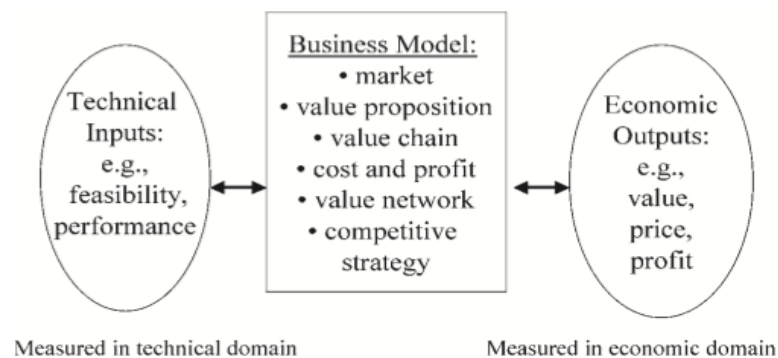 Technical
Inputs:
e.g.,
feasibility,
performance
Business Model:
• market
• value proposition
• value chain
• cost and profit
• value network
• competitive
strategy
Economic
Outputs:
e.g.,
value,
price,
profit
Measured in technical domain
Measured in economic domain